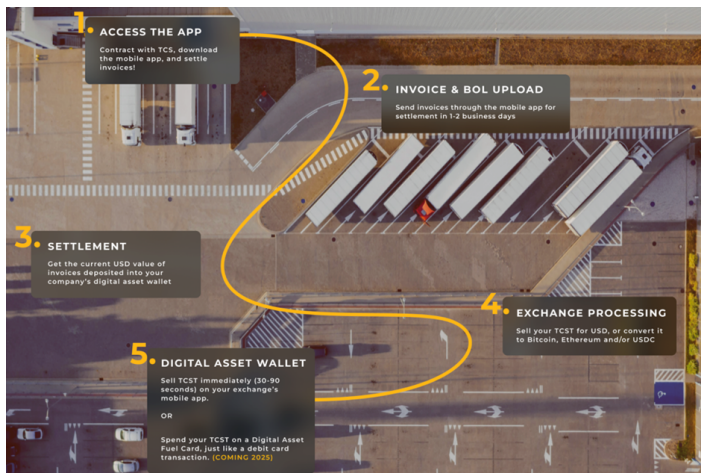 1.
ACCESS THE APP
Contract with TCS, download
the mobile app, and settle
invoices!
2.
INVOICE & BOL UPLOAD
Send invoices through the mobile app for
settlement in 1-2 business days
3.
SETTLEMENT
Get the current USD value of
invoices deposited into your
company's digital asset wallet
4.
EXCHANGE PROCESSING
Sell your TCST for USD, or convert it
to Bitcoin, Ethereum and/or USDC
5.
DIGITAL ASSET WALLET
Sell TCST immediately (30-90
seconds) on your exchange's
mobile app.
OR
Spend your TCST on a Digital Asset
Fuel Card, just like a debit card
transaction. (COMING 2025)